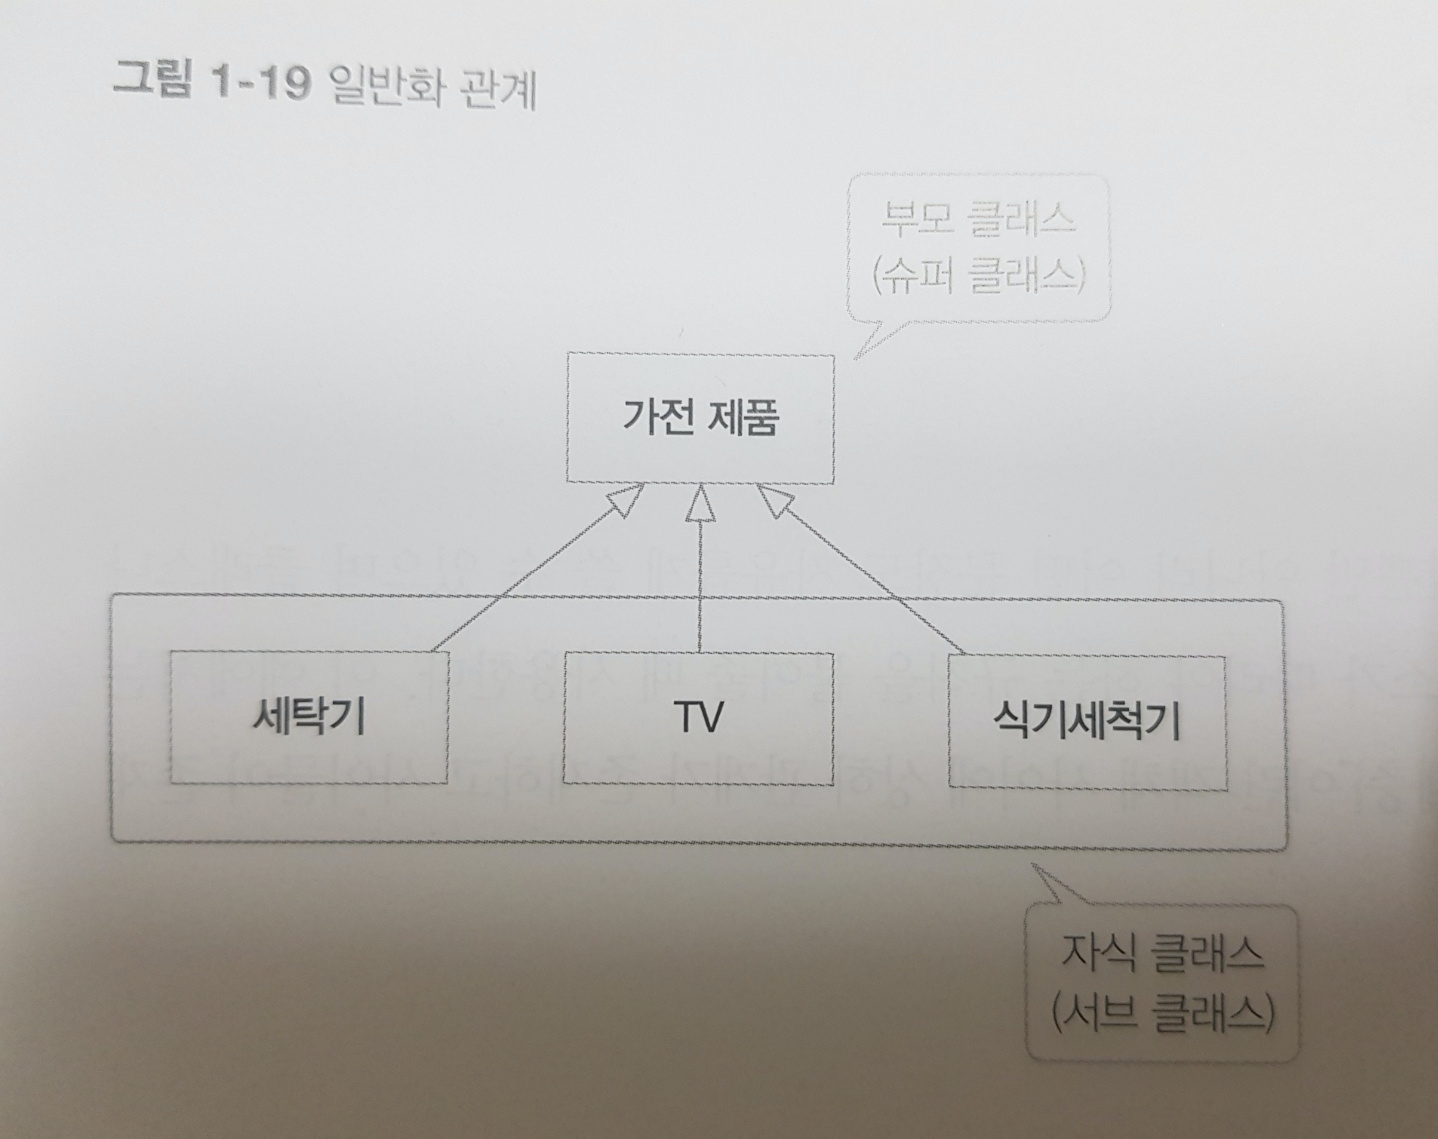 그림 1-19 일반화 관계
부모 클래스
(슈퍼 클래스)
가전 제품
세탁기
TV
식기세척기
자식 클래스
(서브 클래스)